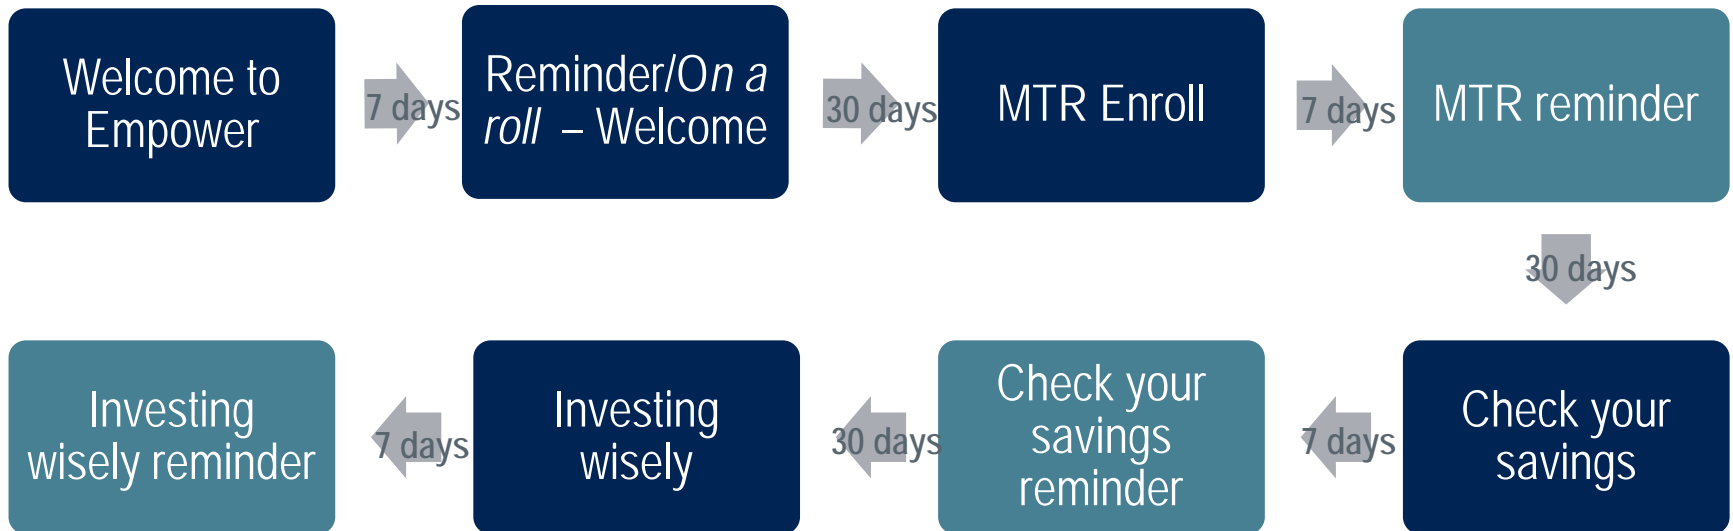 Welcome to
Empower
7 days
Reminder/On a
roll – Welcome
30 days
MTR Enroll
7 days
MTR reminder
30 days
Check your
savings
7 days
Check your
savings
reminder
30 days
Investing
wisely
7 days
Investing
wisely reminder